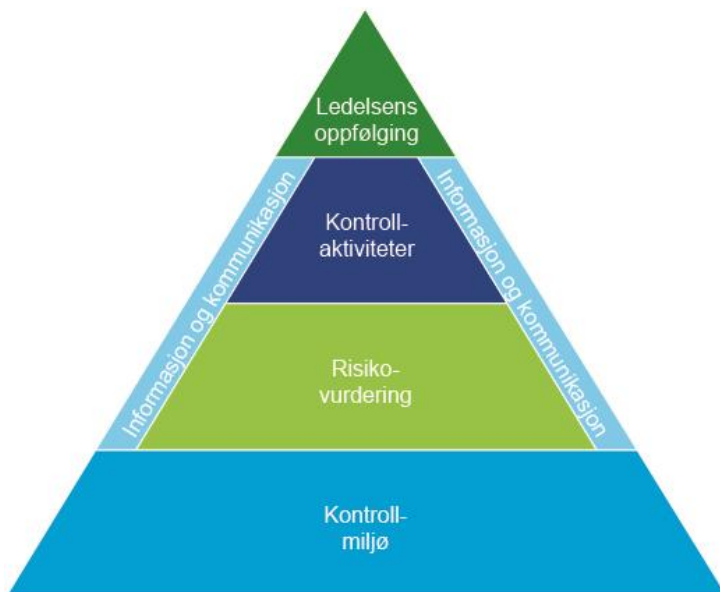 Ledelsens
oppfølging
Informasjon og kommunikasjon
Informasjon og kommunikasjon
Kontroll-
aktiviteter
Risiko-
vurdering
Kontroll-
miljø